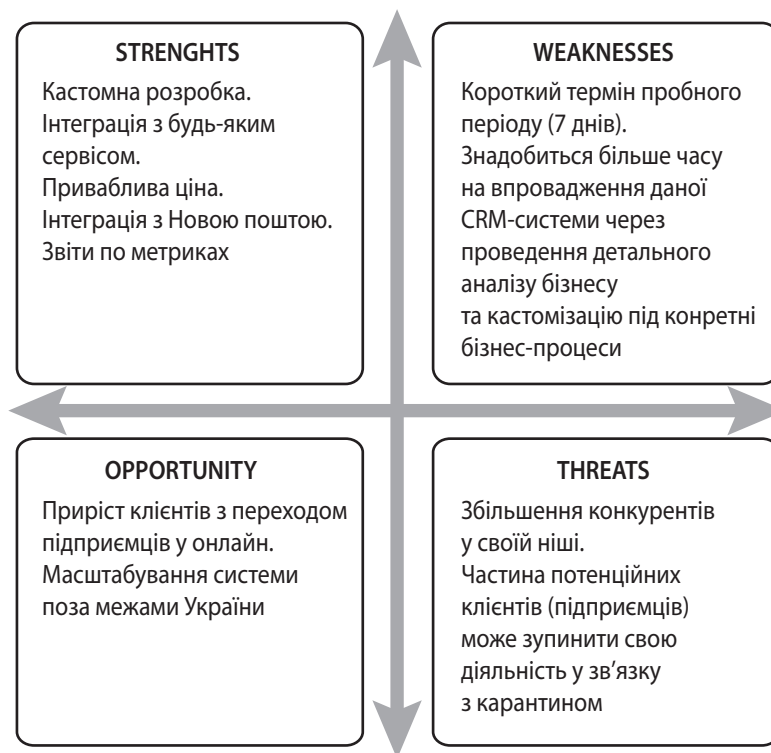 STRENGHTS
Кастомна розробка.
Інтеграція з будь-яким
сервісом.
Приваблива ціна.
Інтеграція з Новою поштою.
Звіти по метриках
WEAKNESSES
Короткий термін пробного
періоду (7 днів).
Знадобиться більше часу
на впровадження даної
CRM-системи через
проведення детального
аналізу бізнесу
та кастомізацію під конретні
бізнес-процеси
OPPORTUNITY
Приріст клієнтів з переходом
підприємців у онлайн.
Масштабування системи
поза межами України
THREATS
Збільшення конкурентів
у своїй ніші.
Частина потенційних
клієнтів (підприємців)
може зупинити свою
діяльність у зв’язку
з карантином